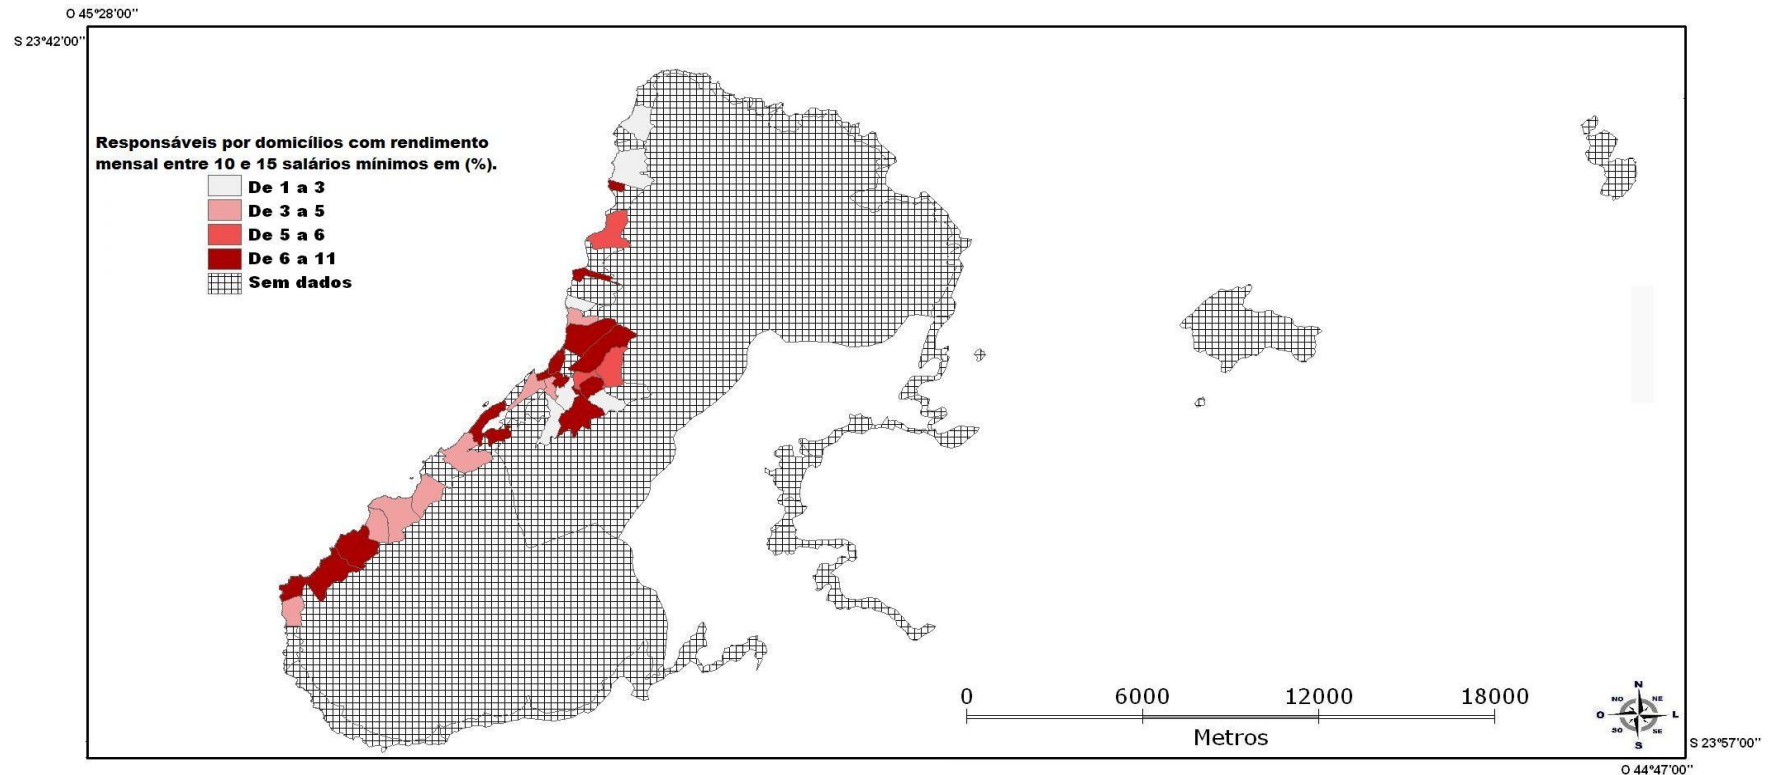 O 45°28'00''
S 23°42'00''
Responsáveis por domicílios com rendimento
mensal entre 10 e 15 salários mínimos em (%).
De 1 a 3
De 3 a 5
De 5 a 6
De 6 a 11
Sem dados
0 6000 12000 18000
Metros
N
NO NE
O L
SO SE
S
S 23°57'00''
O 44°47'00''